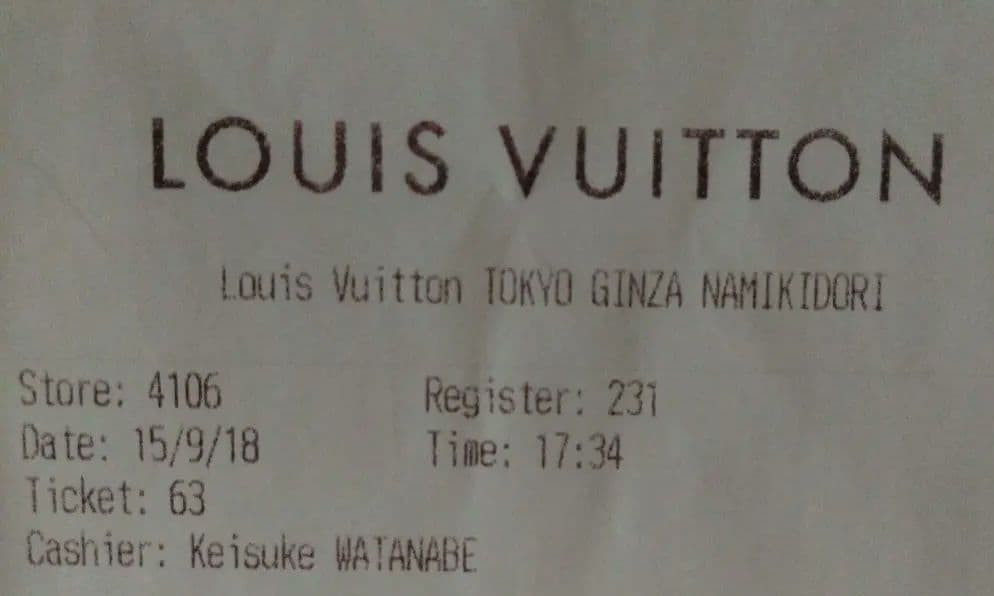 LOUIS VUITTON
Louis Vuitton TOKYO GINZA NAMIKIDORI
Store: 4106 Register: 231
Date: 15/9/18 Time: 17:34
Ticket: 63
Cashier: Keisuke WATANABE